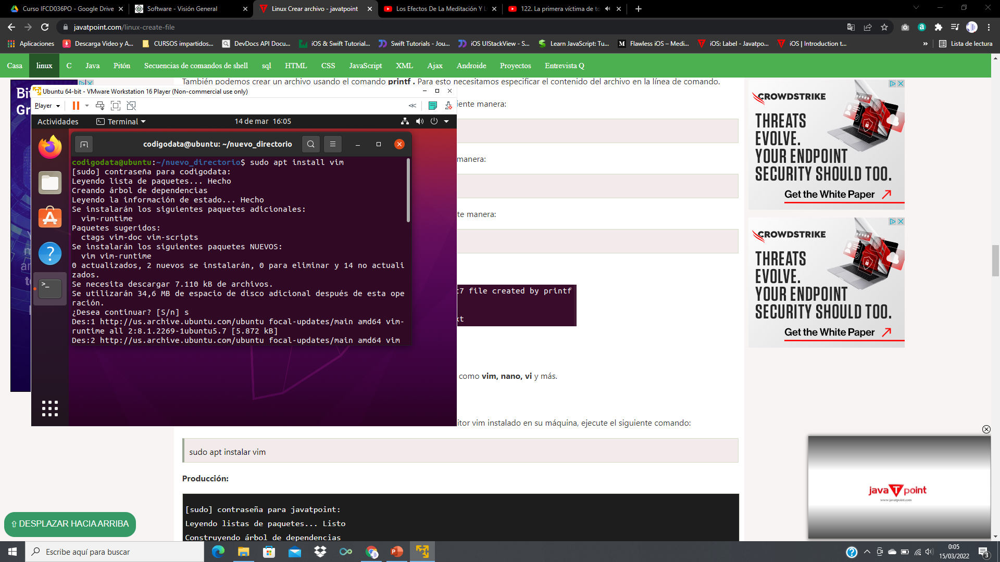 Curso IFCD036PO - Google Drive
Software - Visión General
Linux Crear archivo - javatpoint
Los Efectos De La Meditación Y L
122. La primera víctima de to
javatpoint.com/linux-create-file
Aplicaciones
Descarga Video y A...
CURSOS impartidos...
DevDocs API Docu...
iOS & Swift Tutorial...
Swift Tutorials - Jou...
iOS UIStackView - S...
Learn JavaScript: Tu...
Flawless iOS – Medi...
iOS: Label - Javatpo...
iOS | Introduction t...
»
Lista de lectura
Casa linux C Java Pitón Secuencias de comandos de shell sql HTML CSS JavaScript XML Ajax Androide Proyectos Entrevista Q
También podemos crear un archivo usando el comando printf . Para esto necesitamos especificar el contenido del archivo en la línea de comando.
Bi
Gr
Ubuntu 64-bit - VMware Workstation 16 Player (Non-commercial use only)
Player
iente manera:
Actividades
Terminal
14 de mar 16:05
codigodata@ubuntu: ~/nuevo_directorio
codigodata@ubuntu:~/nuevo_directorio$ sudo apt install vim
[sudo] contraseña para codigodata:
Leyendo lista de paquetes... Hecho
Creando árbol de dependencias
Leyendo la información de estado... Hecho
Se instalarán los siguientes paquetes adicionales:
vim-runtime
Paquetes sugeridos:
ctags vim-doc vim-scripts
Se instalarán los siguientes paquetes NUEVOS:
vim vim-runtime
0 actualizados, 2 nuevos se instalarán, 0 para eliminar y 14 no actuali
zados.
Se necesita descargar 7.110 kB de archivos.
Se utilizarán 34,6 MB de espacio de disco adicional después de esta ope
ración.
¿Desea continuar? [S/n] s
Des:1 http://us.archive.ubuntu.com/ubuntu focal-updates/main amd64 vim-
runtime all 2:8.1.2269-1ubuntu5.7 [5.872 kB]
Des:2 http://us.archive.ubuntu.com/ubuntu focal-updates/main amd64 vim
manera:
te manera:
t7 file created by printf
xt
como vim, nano, vi y más.
itor vim instalado en su máquina, ejecute el siguiente comando:
sudo apt instalar vim
Producción:
[sudo] contraseña para javatpoint:
Leyendo listas de paquetes... Listo
Construyendo árbol de dependencias
CROWDSTRIKE
THREATS
EVOLVE.
YOUR ENDPOINT
SECURITY SHOULD TOO.
Get the White Paper
CROWDSTRIKE
THREATS
EVOLVE.
YOUR ENDPOINT
SECURITY SHOULD TOO.
Get the White Paper
java T point
www.javatpoint.com
⇧ DESPLAZAR HACIA ARRIBA
Escribe aquí para buscar
0:05
15/03/2022
3